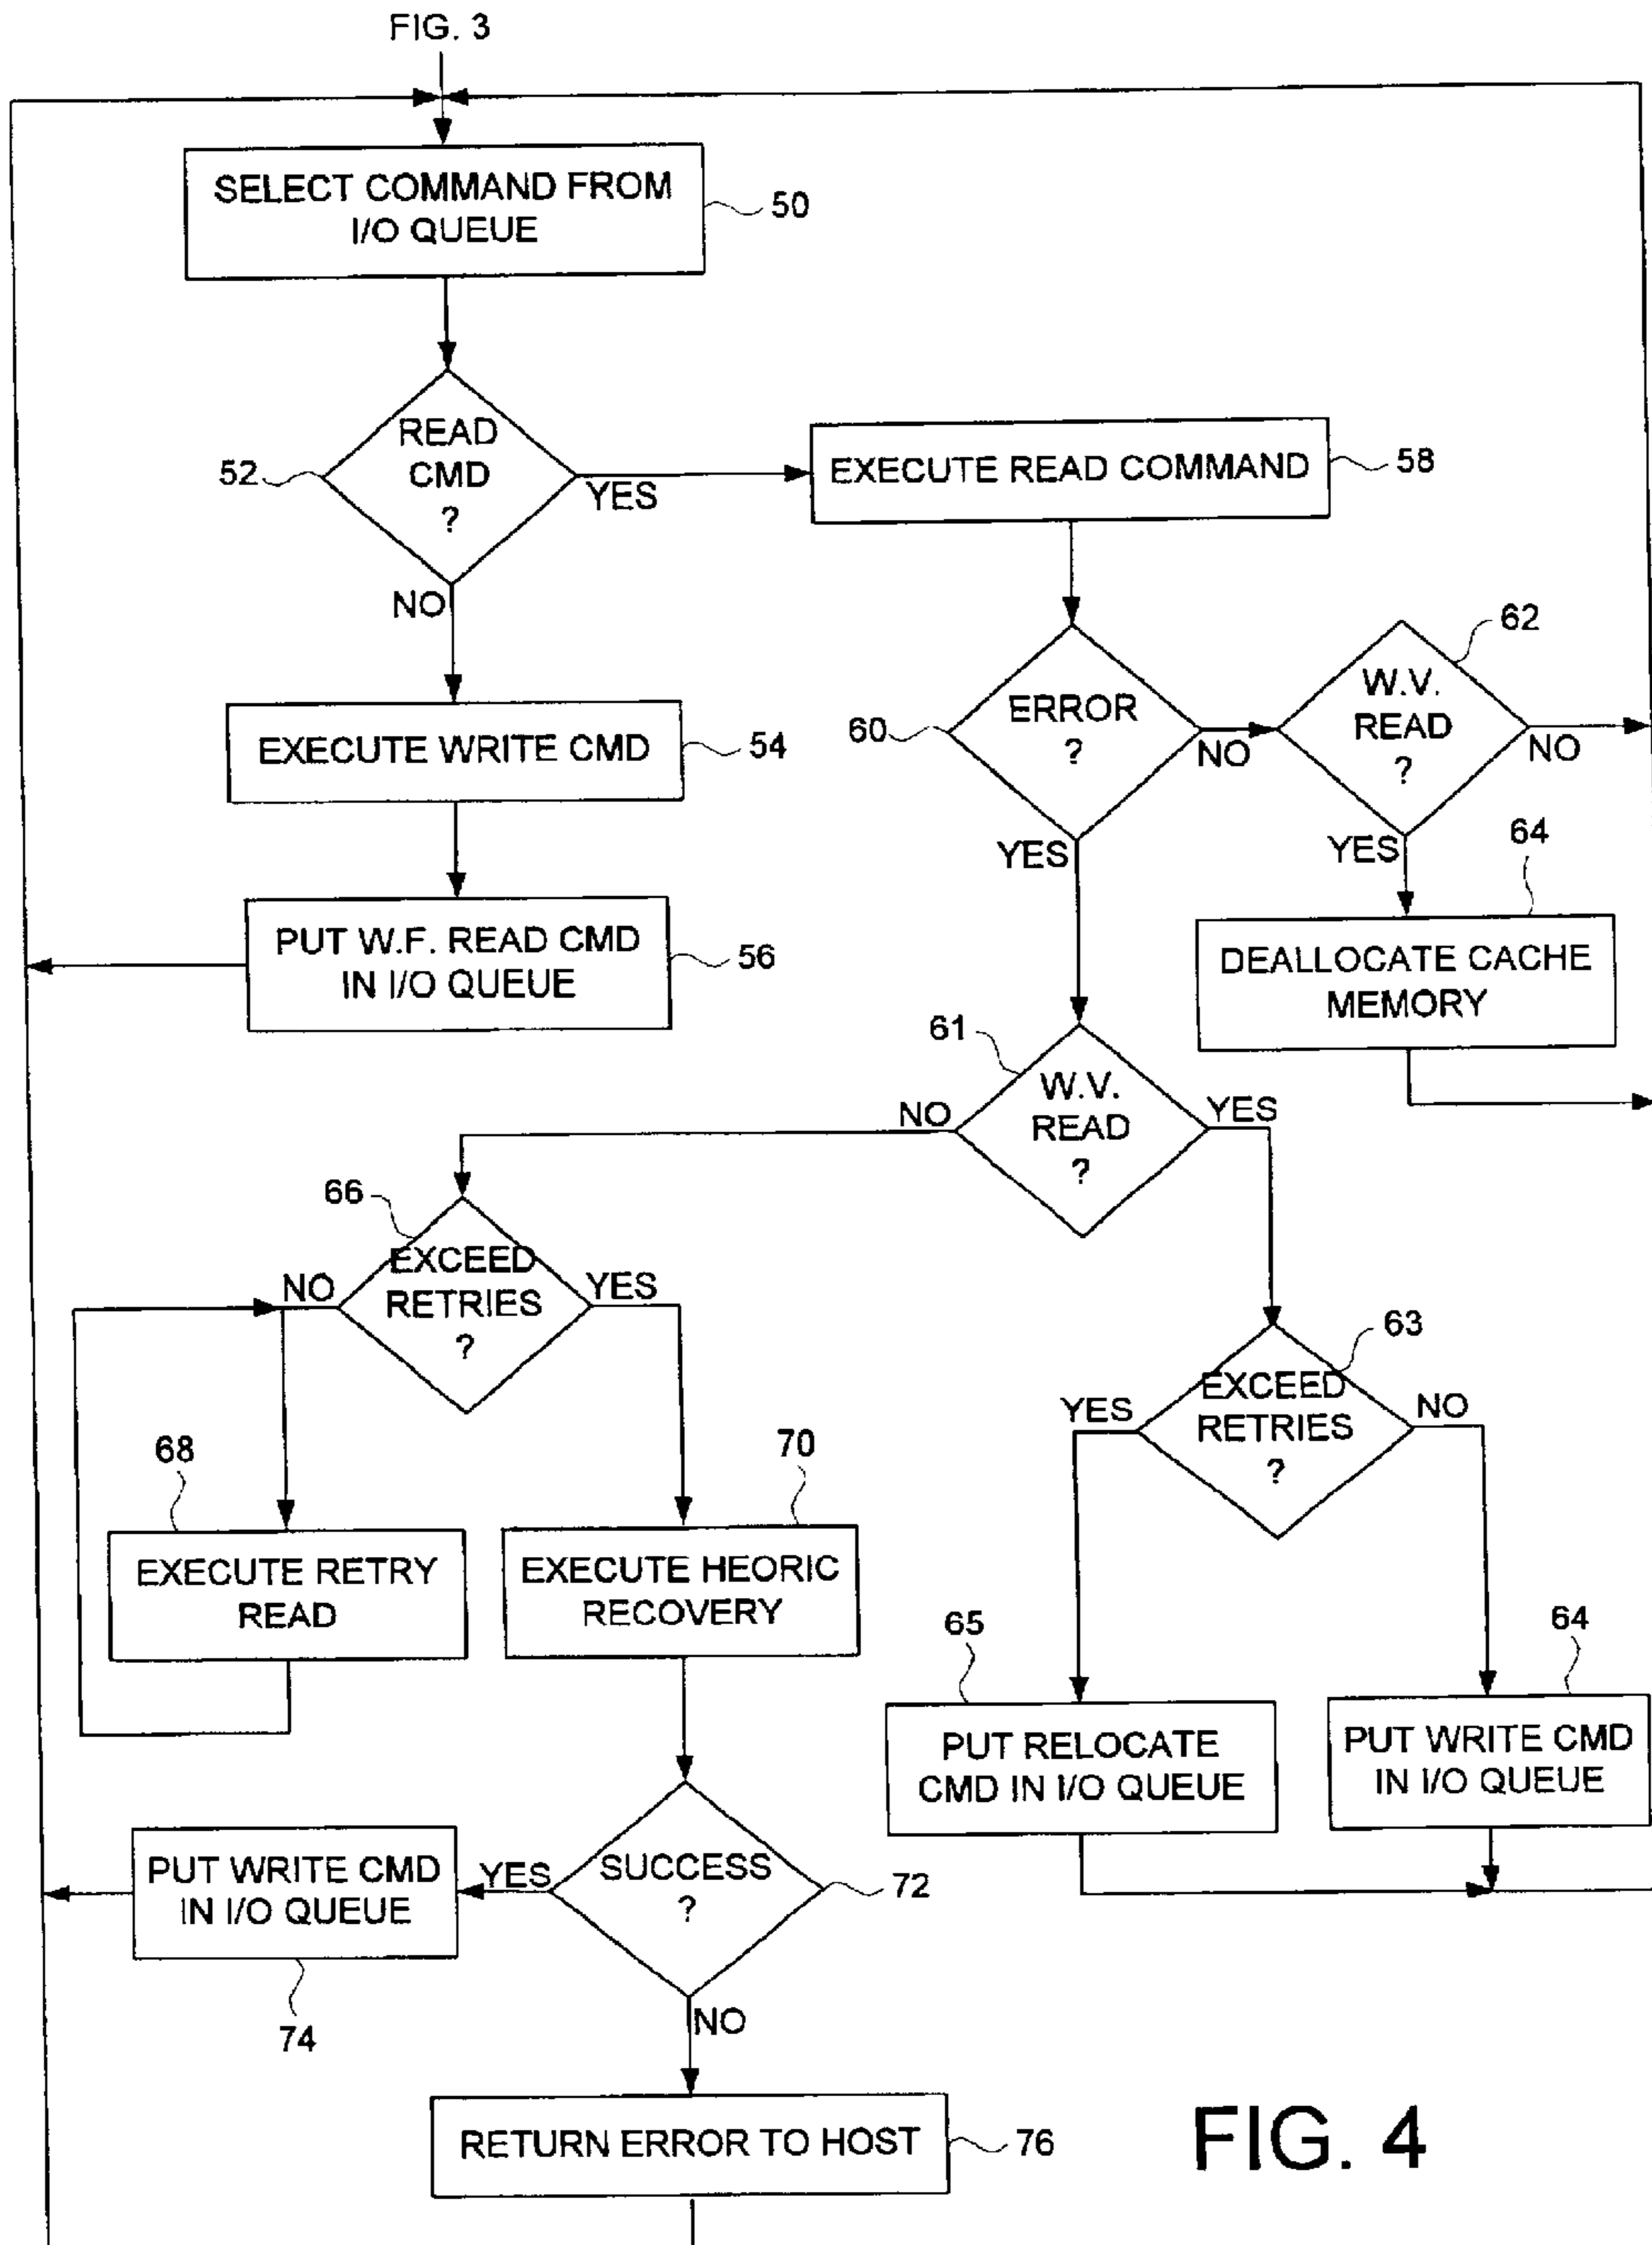 FIG. 3
SELECT COMMAND FROM
I/O QUEUE
50
READ
CMD
?
52
YES
NO
EXECUTE READ COMMAND
58
EXECUTE WRITE CMD
54
PUT W.F. READ CMD
IN I/O QUEUE
56
ERROR
?
60
NO
YES
W.V.
READ
?
62
NO
YES
64
DEALLOCATE CACHE
MEMORY
61
W.V.
READ
?
NO
YES
66
EXCEED
RETRIES
?
NO
YES
63
EXCEED
RETRIES
?
YES
NO
68
EXECUTE RETRY
READ
70
EXECUTE HEORIC
RECOVERY
65
PUT RELOCATE
CMD IN I/O QUEUE
64
PUT WRITE CMD
IN I/O QUEUE
SUCCESS
?
72
YES
NO
PUT WRITE CMD
IN I/O QUEUE
74
RETURN ERROR TO HOST
76
FIG. 4